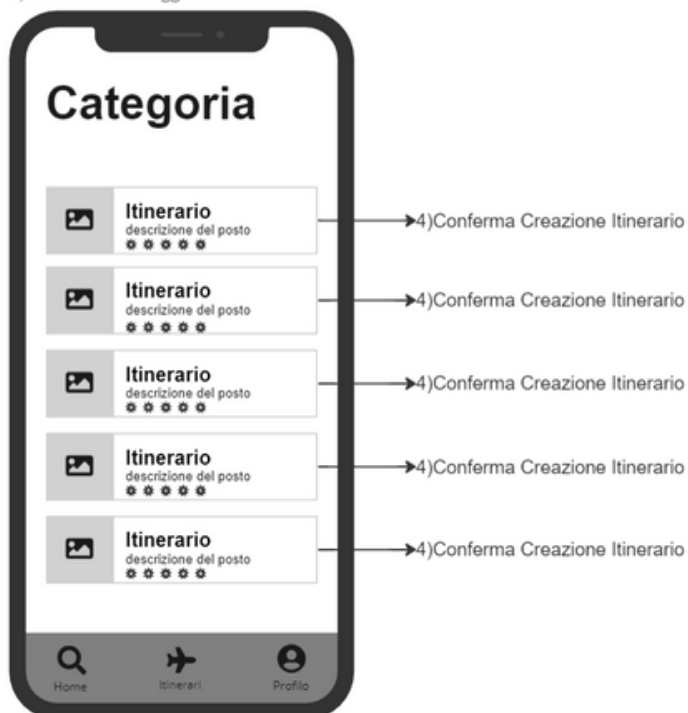 Categoria
Itinerario
descrizione del posto
4)Conferma Creazione Itinerario
Itinerario
descrizione del posto
4)Conferma Creazione Itinerario
Itinerario
descrizione del posto
4)Conferma Creazione Itinerario
Itinerario
descrizione del posto
4)Conferma Creazione Itinerario
Itinerario
descrizione del posto
4)Conferma Creazione Itinerario
Home
Itinerari
Profilo